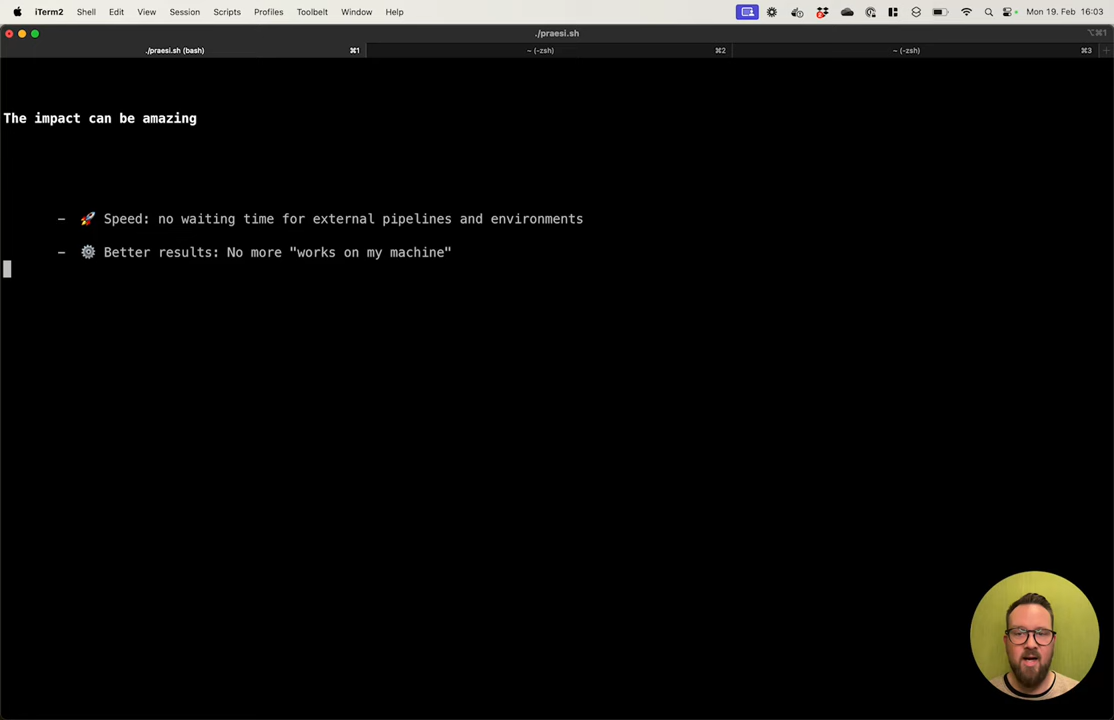 iTerm2 Shell Edit View Session Scripts Profiles Toolbelt Window Help Mon 19. Feb 16:03
./praesi.sh ⌥⌘1
./praesi.sh (bash) ⌘1 ~ (-zsh) ⌘2 ~ (-zsh) ⌘3
The impact can be amazing
– 🚀 Speed: no waiting time for external pipelines and environments
– ⚙️ Better results: No more "works on my machine"